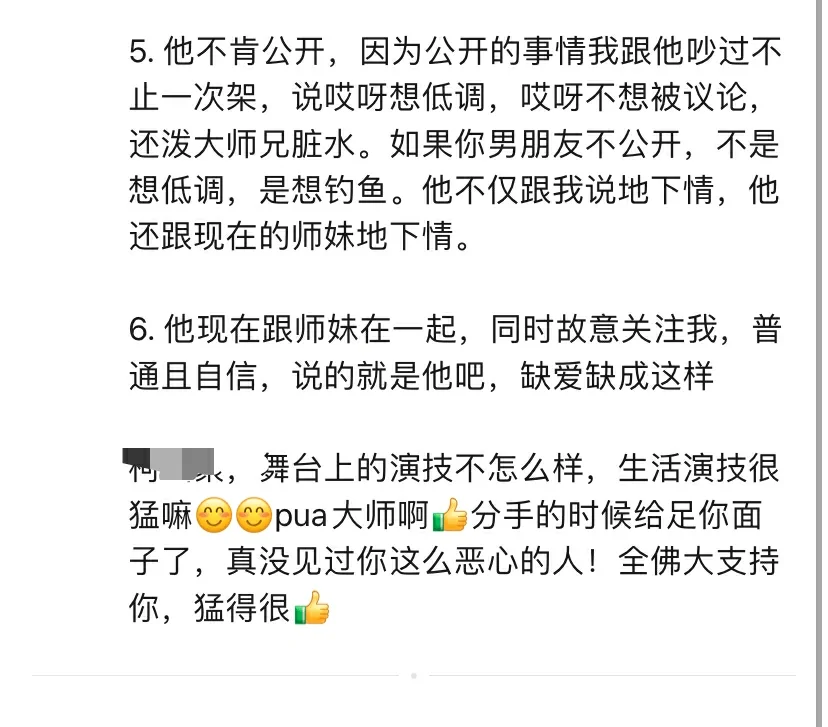 5. 他不肯公开，因为公开的事情我跟他吵过不
止一次架，说哎呀想低调，哎呀不想被议论，
还泼大师兄脏水。如果你男朋友不公开，不是
想低调，是想钓鱼。他不仅跟我说地下情，他
还跟现在的师妹地下情。
6. 他现在跟师妹在一起，同时故意关注我，普
通且自信，说的就是他吧，缺爱缺成这样
，舞台上的演技不怎么样，生活演技很
猛嘛😊😊pua大师啊👍分手的时候给足你面
子了，真没见过你这么恶心的人！全佛大支持
你，猛得很👍